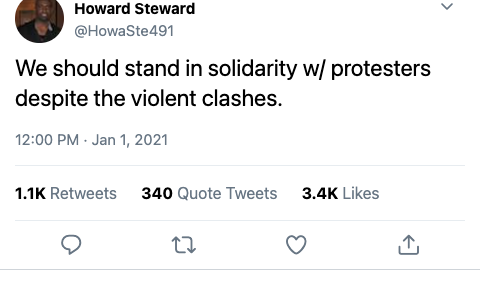 Howard Steward
@HowaSte491
We should stand in solidarity w/ protesters
despite the violent clashes.
12:00 PM · Jan 1, 2021
1.1K Retweets 340 Quote Tweets 3.4K Likes